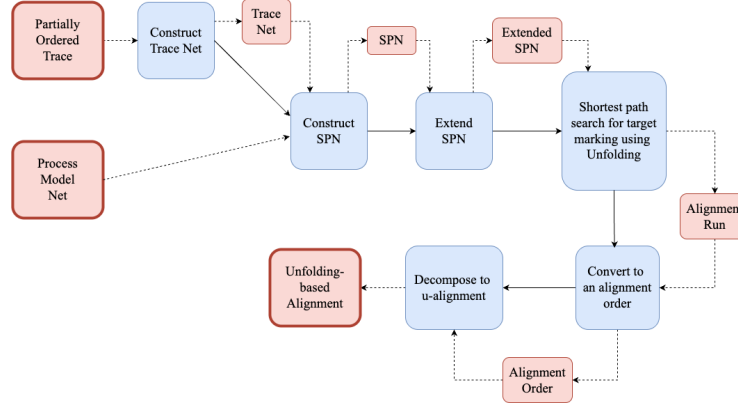 Partially
Ordered
Trace
Construct
Trace Net
Trace
Net
SPN
Extended
SPN
Construct
SPN
Extend
SPN
Shortest path
search for target
marking using
Unfolding
Process
Model
Net
Alignment
Run
Unfolding-
based
Alignment
Decompose to
u-alignment
Convert to
an alignment
order
Alignment
Order